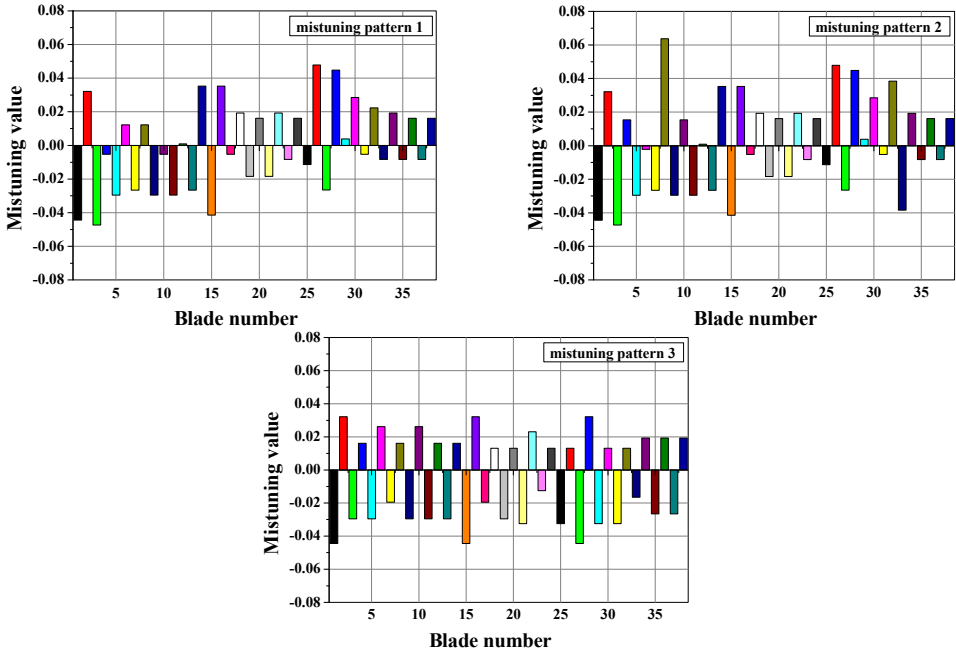 mistuning pattern 1
Mistuning value
0.08
0.06
0.04
0.02
0.00
-0.02
-0.04
-0.06
-0.08
5 10 15 20 25 30 35
Blade number
mistuning pattern 2
Mistuning value
0.08
0.06
0.04
0.02
0.00
-0.02
-0.04
-0.06
-0.08
5 10 15 20 25 30 35
Blade number
mistuning pattern 3
Mistuning value
0.08
0.06
0.04
0.02
0.00
-0.02
-0.04
-0.06
-0.08
5 10 15 20 25 30 35
Blade number